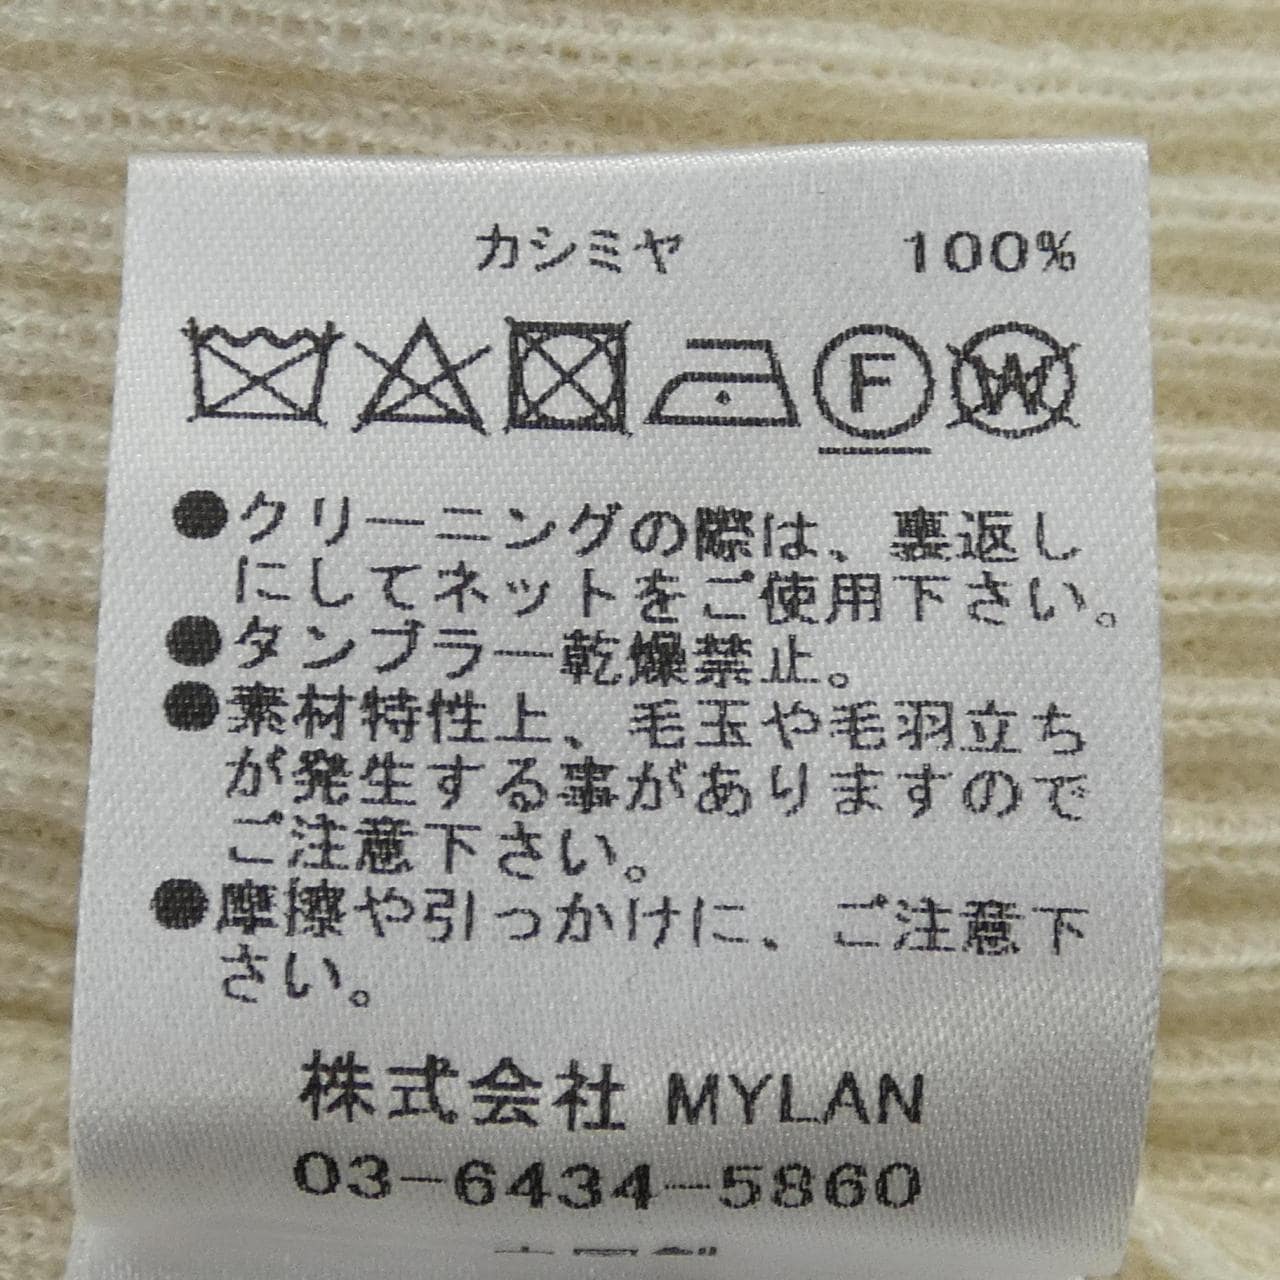 カシミヤ 100%
F W
●クリーニングの際は、裏返し
にしてネットをご使用下さい。
●タンブラー乾燥禁止。
●素材特性上、毛玉や毛羽立ち
が発生する事がありますので
ご注意下さい。
●摩擦や引っかけに、ご注意下
さい。
株式会社 MYLAN
03-6434-5860